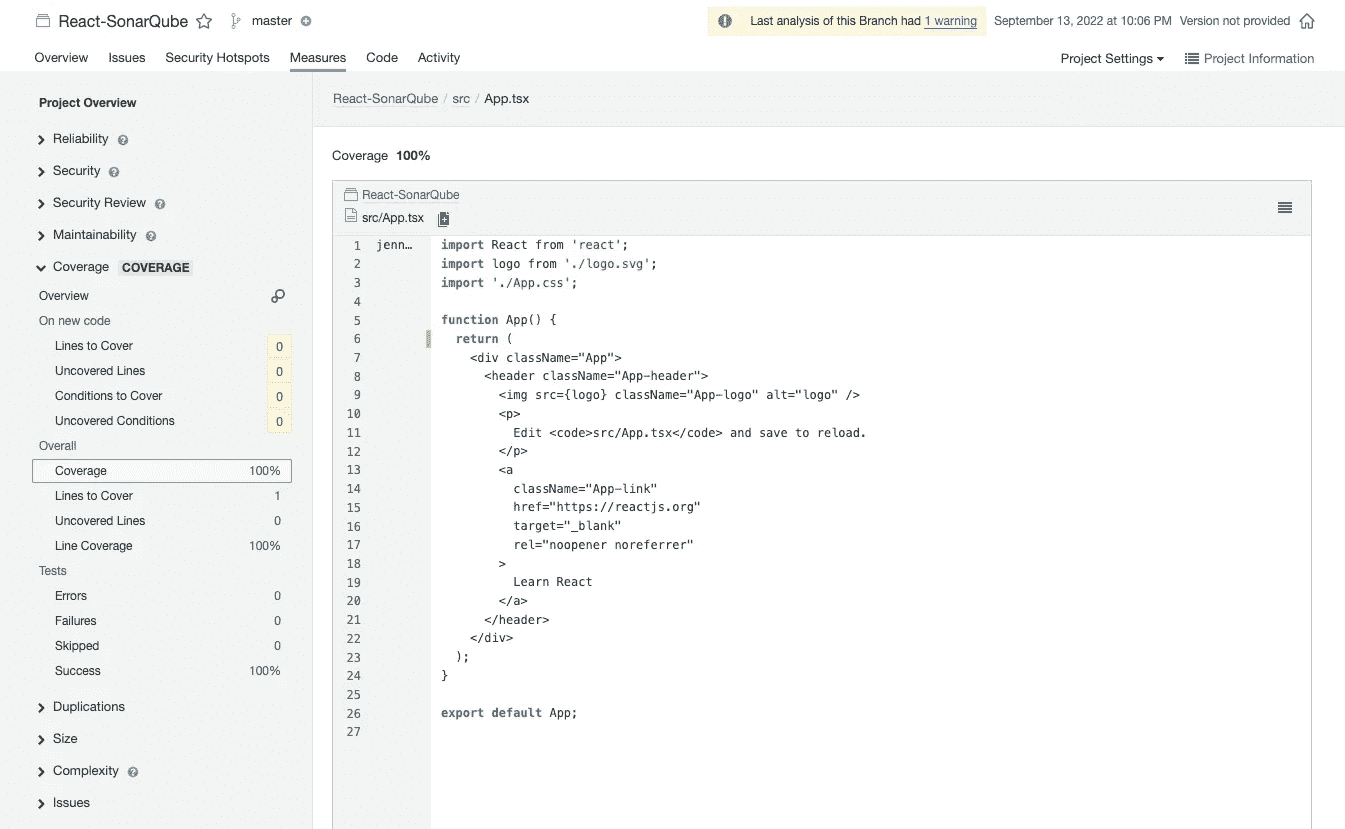 React-SonarQube master Last analysis of this Branch had 1 warning September 13, 2022 at 10:06 PM Version not provided
Overview Issues Security Hotspots Measures Code Activity Project Settings Project Information
Project Overview
Reliability
Security
Security Review
Maintainability
Coverage COVERAGE
Overview
On new code
Lines to Cover 0
Uncovered Lines 0
Conditions to Cover 0
Uncovered Conditions 0
Overall
Coverage 100%
Lines to Cover 1
Uncovered Lines 0
Line Coverage 100%
Tests
Errors 0
Failures 0
Skipped 0
Success 100%
Duplications
Size
Complexity
Issues
React-SonarQube / src / App.tsx
Coverage 100%
React-SonarQube
src/App.tsx
1 jenn… import React from 'react';
2 import logo from './logo.svg';
3 import './App.css';
4
5 function App() {
6 return (
7 <div className="App">
8 <header className="App-header">
9 <img src={logo} className="App-logo" alt="logo" />
10 <p>
11 Edit <code>src/App.tsx</code> and save to reload.
12 </p>
13 <a
14 className="App-link"
15 href="https://reactjs.org"
16 target="_blank"
17 rel="noopener noreferrer"
18 >
19 Learn React
20 </a>
21 </header>
22 </div>
23 );
24 }
25
26 export default App;
27